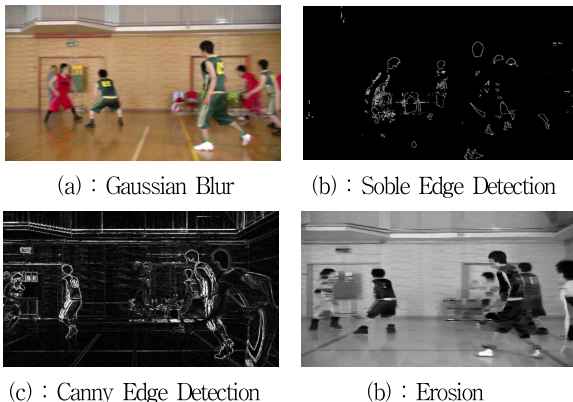 (a) : Gaussian Blur
(b) : Soble Edge Detection
(c) : Canny Edge Detection
(b) : Erosion